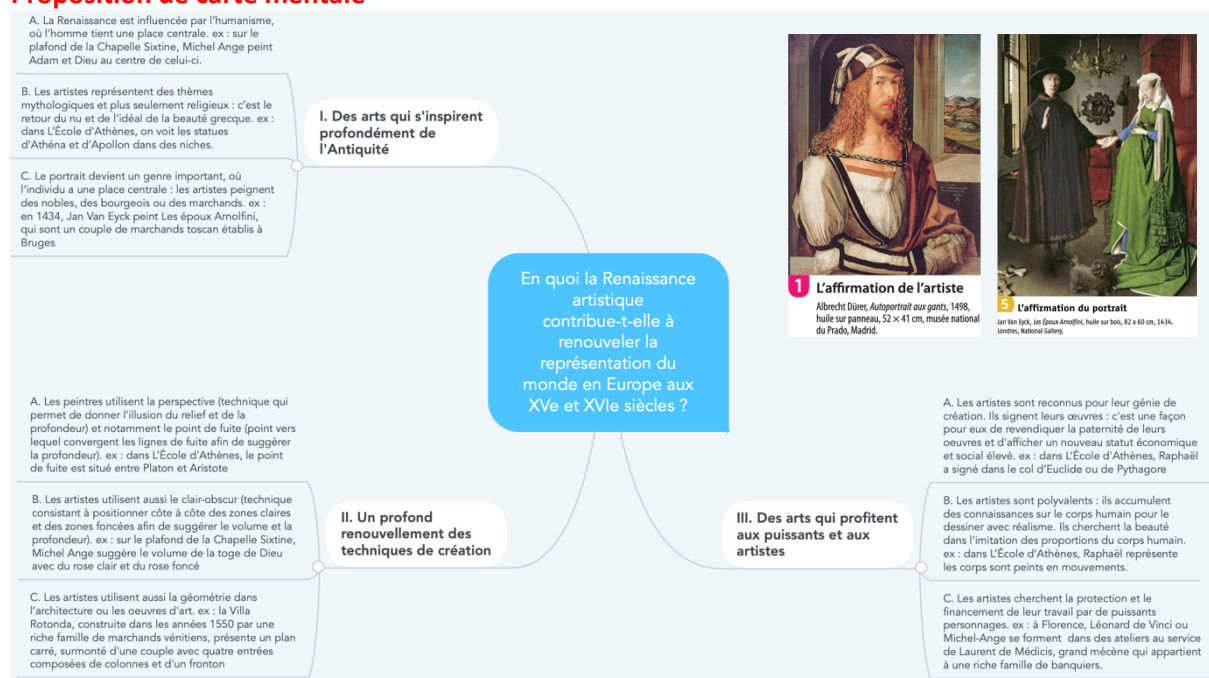 Proposition de carte mentale
A. La Renaissance est influencée par l'humanisme,
où l'homme tient une place centrale. ex : sur le
plafond de la Chapelle Sixtine, Michel Ange peint
Adam et Dieu au centre de celui-ci.
B. Les artistes représentent des thèmes
mythologiques et plus seulement religieux : c'est le
retour du nu et de l'idéal de la beauté grecque. ex :
dans L'École d'Athènes, on voit les statues
d'Athéna et d'Apollon dans des niches.
C. Le portrait devient un genre important, où
l'individu a une place centrale : les artistes peignent
des nobles, des bourgeois ou des marchands. ex :
en 1434, Jan Van Eyck peint Les époux Arnolfini,
qui sont un couple de marchands toscan établis à
Bruges
I. Des arts qui s'inspirent
profondément de
l'Antiquité
En quoi la Renaissance
artistique
contribue-t-elle à
renouveler la
représentation du
monde en Europe aux
XVe et XVIe siècles ?
1 L'affirmation de l'artiste
Albrecht Dürer, Autoportrait aux gants, 1498,
huile sur panneau, 52 × 41 cm, musée national
du Prado, Madrid.
5 L'affirmation du portrait
Jan Van Eyck, Les Époux Arnolfini, huile sur bois, 82 x 60 cm, 1434.
Londres, National Gallery.
A. Les peintres utilisent la perspective (technique qui
permet de donner l'illusion du relief et de la
profondeur) et notamment le point de fuite (point vers
lequel convergent les lignes de fuite afin de suggérer
la profondeur). ex : dans L'École d'Athènes, le point
de fuite est situé entre Platon et Aristote
B. Les artistes utilisent aussi le clair-obscur (technique
consistant à positionner côte à côte des zones claires
et des zones foncées afin de suggérer le volume et la
profondeur). ex : sur le plafond de la Chapelle Sixtine,
Michel Ange suggère le volume de la toge de Dieu
avec du rose clair et du rose foncé
C. Les artistes utilisent aussi la géométrie dans
l'architecture ou les oeuvres d'art. ex : la Villa
Rotonda, construite dans les années 1550 par une
riche famille de marchands vénitiens, présente un plan
carré, surmonté d'une couple avec quatre entrées
composées de colonnes et d'un fronton
II. Un profond
renouvellement des
techniques de création
III. Des arts qui profitent
aux puissants et aux
artistes
A. Les artistes sont reconnus pour leur génie de
création. Ils signent leurs œuvres : c'est une façon
pour eux de revendiquer la paternité de leurs
oeuvres et d'afficher un nouveau statut économique
et social élevé. ex : dans L'École d'Athènes, Raphaël
a signé dans le col d'Euclide ou de Pythagore
B. Les artistes sont polyvalents : ils accumulent
des connaissances sur le corps humain pour le
dessiner avec réalisme. Ils cherchent la beauté
dans l'imitation des proportions du corps humain.
ex : dans L'École d'Athènes, Raphaël représente
les corps sont peints en mouvements.
C. Les artistes cherchent la protection et le
financement de leur travail par de puissants
personnages. ex : à Florence, Léonard de Vinci ou
Michel-Ange se forment dans des ateliers au service
de Laurent de Médicis, grand mécène qui appartient
à une riche famille de banquiers.